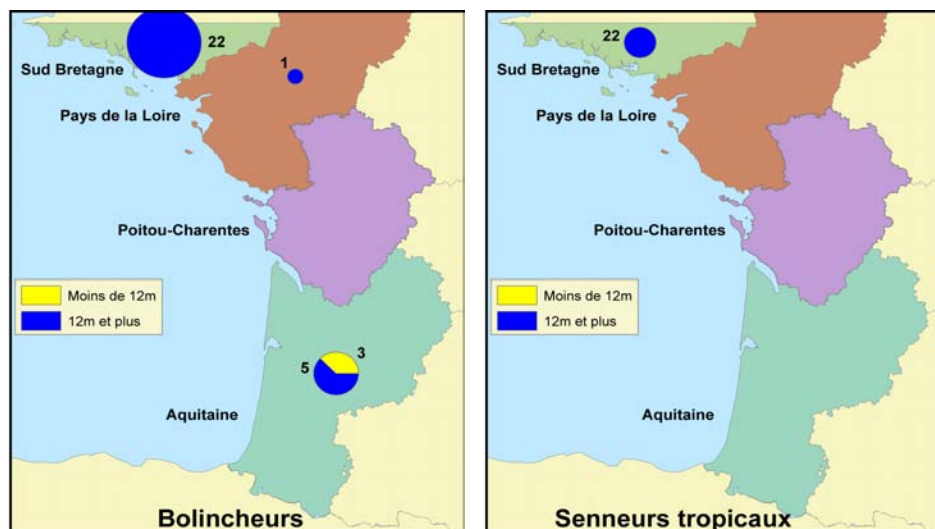 22
Sud Bretagne
1
Pays de la Loire
Poitou-Charentes
Moins de 12m
12m et plus
3
5
Aquitaine
Bolincheurs
22
Sud Bretagne
Pays de la Loire
Poitou-Charentes
Moins de 12m
12m et plus
Aquitaine
Senneurs tropicaux